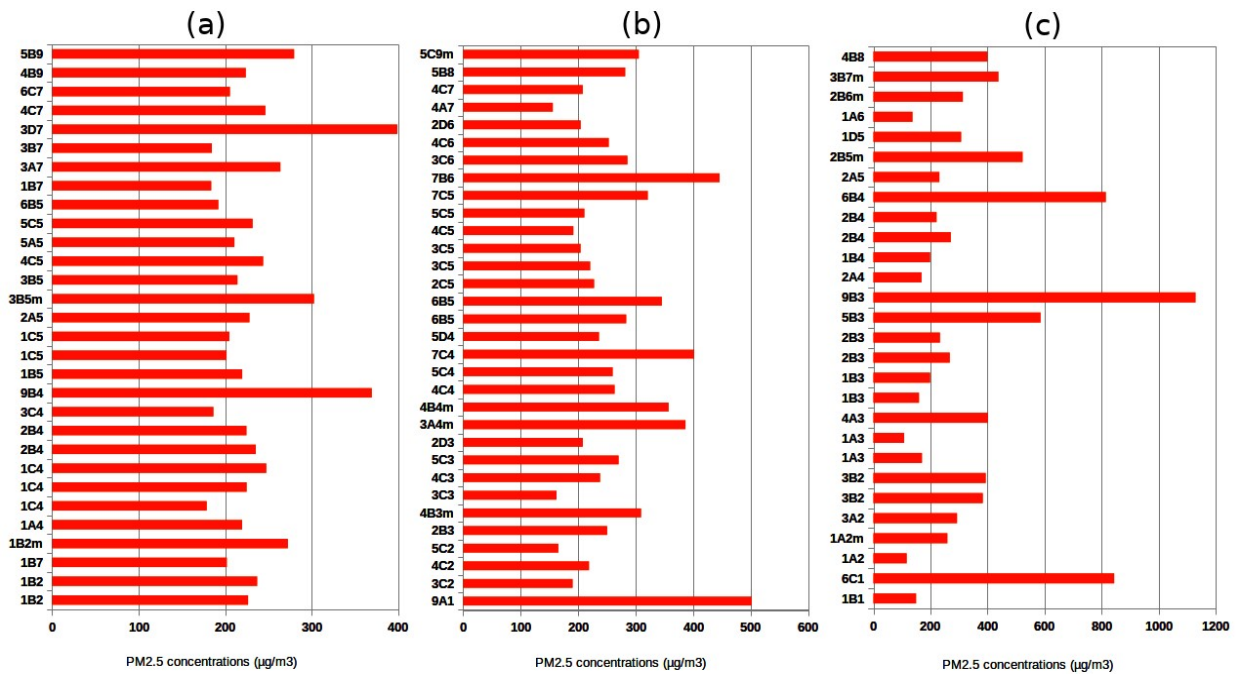 (a)
5B9
4B9
6C7
4C7
3D7
3B7
3A7
1B7
6B5
5C5
5A5
4C5
3B5
3B5m
2A5
1C5
1C5
1B5
9B4
3C4
2B4
2B4
1C4
1C4
1C4
1A4
1B2m
1B7
1B2
1B2
0 100 200 300 400
PM2.5 concentrations (µg/m3)
(b)
5C9m
5B8
4C7
4A7
2D6
4C6
3C6
7B6
7C5
5C5
4C5
3C5
3C5
2C5
6B5
6B5
5D4
7C4
5C4
4C4
4B4m
3A4m
2D3
5C3
4C3
3C3
4B3m
2B3
5C2
4C2
3C2
9A1
0 100 200 300 400 500 600
PM2.5 concentrations (µg/m3)
(c)
4B8
3B7m
2B6m
1A6
1D5
2B5m
2A5
6B4
2B4
2B4
1B4
2A4
9B3
5B3
2B3
2B3
1B3
1B3
4A3
1A3
1A3
3B2
3B2
3A2
1A2m
1A2
6C1
1B1
0 200 400 600 800 1000 1200
PM2.5 concentrations (µg/m3)